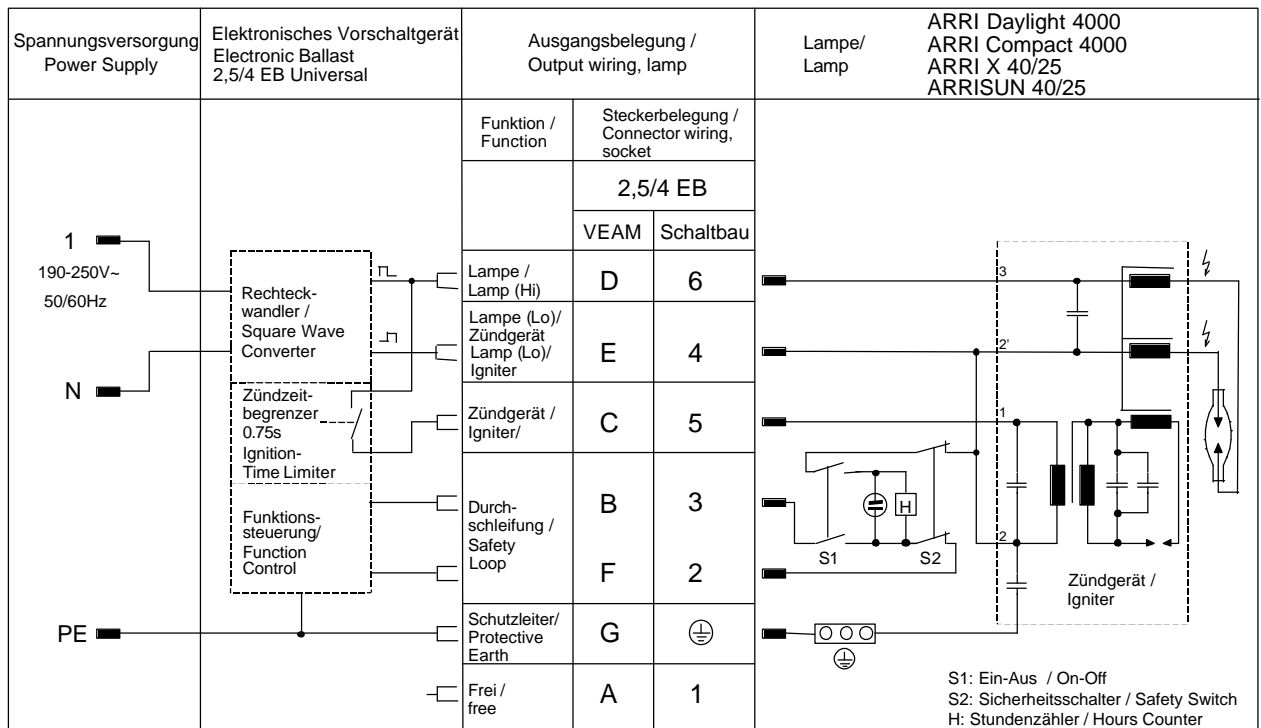 Spannungsversorgung
Power Supply
Elektronisches Vorschaltgerät
Electronic Ballast
2,5/4 EB Universal
Ausgangsbelegung /
Output wiring, lamp
Lampe/
Lamp
ARRI Daylight 4000
ARRI Compact 4000
ARRI X 40/25
ARRISUN 40/25
Funktion /
Function
Steckerbelegung /
Connector wiring,
socket
2,5/4 EB
VEAM
Schaltbau
1
190-250V~
50/60Hz
N
PE
Rechteck-
wandler /
Square Wave
Converter
Zündzeit-
begrenzer
0.75s
Ignition-
Time Limiter
Funktions-
steuerung/
Function
Control
Lampe /
Lamp (Hi)
D
6
Lampe (Lo)/
Zündgerät
Lamp (Lo)/
Igniter
E
4
Zündgerät /
Igniter/
C
5
Durch-
schleifung /
Safety
Loop
B
3
F
2
Schutzleiter/
Protective
Earth
G
Frei /
free
A
1
3
2'
1
2
H
S1
S2
Zündgerät /
Igniter
S1: Ein-Aus / On-Off
S2: Sicherheitsschalter / Safety Switch
H: Stundenzähler / Hours Counter